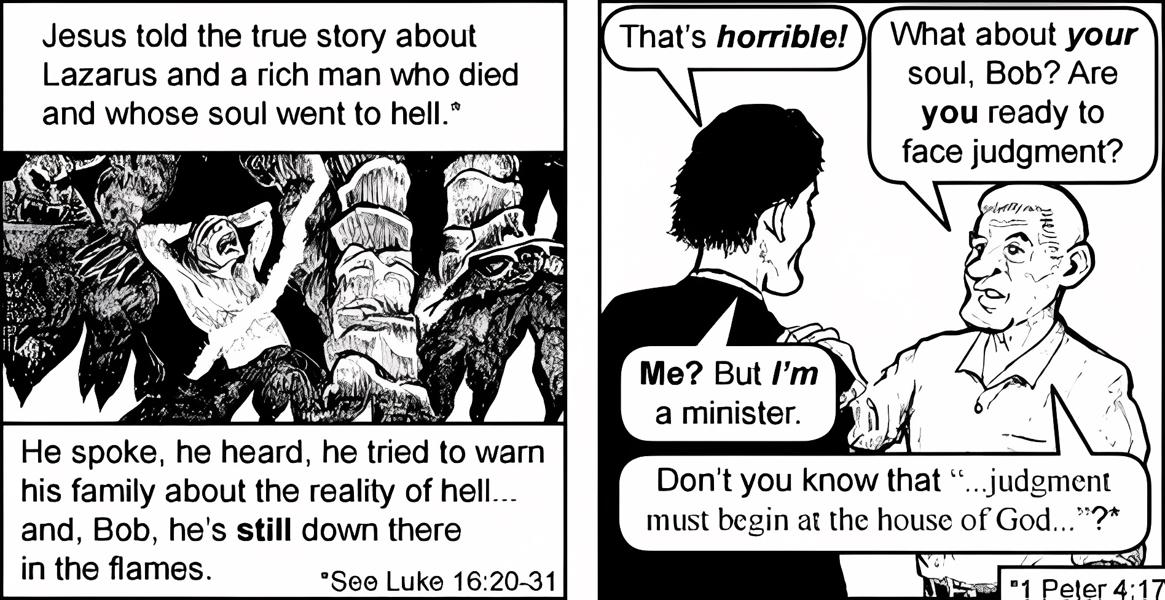 Jesus told the true story about
Lazarus and a rich man who died
and whose soul went to hell.*
He spoke, he heard, he tried to warn
his family about the reality of hell...
and, Bob, he's still down there
in the flames.
*See Luke 16:20-31
That's horrible!
What about your
soul, Bob? Are
you ready to
face judgment?
Me? But I'm
a minister.
Don't you know that “...judgment
must begin at the house of God...”?*
*1 Peter 4:17